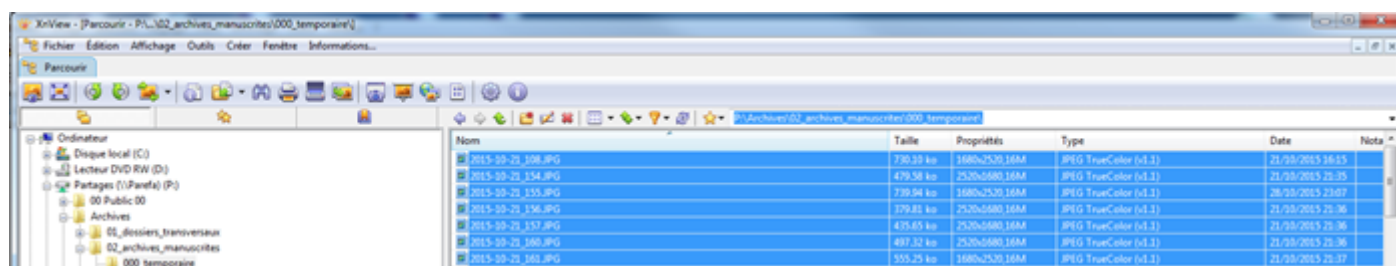 XnView - [Parcourir - P:\...\02_archives_manuscrites\000_temporaire\]
Fichier Édition Affichage Outils Créer Fenêtre Informations...
Parcourir
P:\Archives\02_archives_manuscrites\000_temporaire\
Ordinateur
Disque local (C:)
Lecteur DVD RW (D:)
Partages (\\Parefa) (P:)
00 Public 00
Archives
01_dossiers_transversaux
02_archives_manuscrites
000_temporaire
Nom Taille Propriétés Type Date Nota
2015-10-21_108.JPG 730.10 ko 1680x2520,16M JPEG TrueColor (v1.1) 21/10/2015 16:15
2015-10-21_154.JPG 479.58 ko 2520x1680,16M JPEG TrueColor (v1.1) 21/10/2015 21:35
2015-10-21_155.JPG 739.94 ko 1680x2520,16M JPEG TrueColor (v1.1) 28/10/2015 23:07
2015-10-21_156.JPG 379.81 ko 2520x1680,16M JPEG TrueColor (v1.1) 21/10/2015 21:36
2015-10-21_157.JPG 435.65 ko 2520x1680,16M JPEG TrueColor (v1.1) 21/10/2015 21:36
2015-10-21_160.JPG 497.32 ko 2520x1680,16M JPEG TrueColor (v1.1) 21/10/2015 21:36
2015-10-21_161.JPG 555.25 ko 1680x2520,16M JPEG TrueColor (v1.1) 21/10/2015 21:37